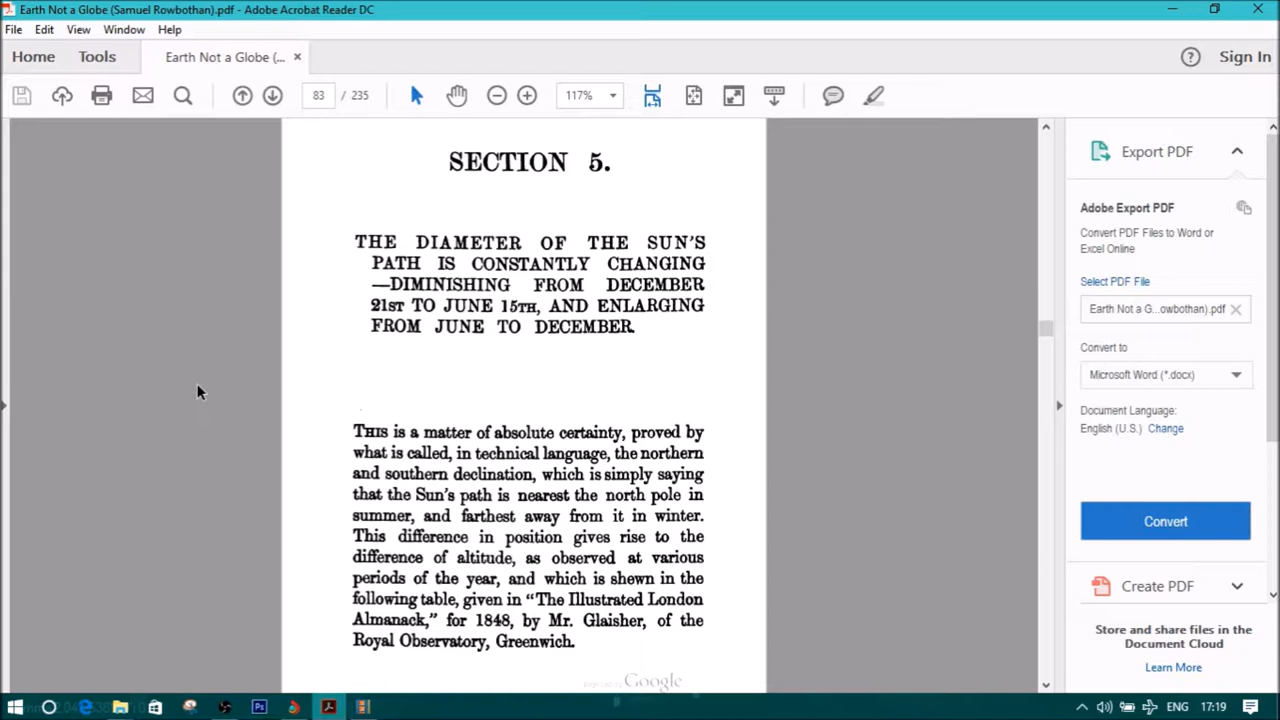 Earth Not a Globe (Samuel Rowbothan).pdf - Adobe Acrobat Reader DC
File Edit View Window Help
Home Tools Earth Not a Globe (... × Sign In
83 / 235 117%
SECTION 5.
THE DIAMETER OF THE SUN'S
PATH IS CONSTANTLY CHANGING
—DIMINISHING FROM DECEMBER
21ST TO JUNE 15TH, AND ENLARGING
FROM JUNE TO DECEMBER.
THIS is a matter of absolute certainty, proved by
what is called, in technical language, the northern
and southern declination, which is simply saying
that the Sun's path is nearest the north pole in
summer, and farthest away from it in winter.
This difference in position gives rise to the
difference of altitude, as observed at various
periods of the year, and which is shewn in the
following table, given in "The Illustrated London
Almanack," for 1848, by Mr. Glaisher, of the
Royal Observatory, Greenwich.
Google
Export PDF
Adobe Export PDF
Convert PDF Files to Word or
Excel Online
Select PDF File
Earth Not a G...owbothan).pdf
Convert to
Microsoft Word (*.docx)
Document Language:
English (U.S.) Change
Convert
Create PDF
Store and share files in the
Document Cloud
Learn More
Ps ENG 17:19